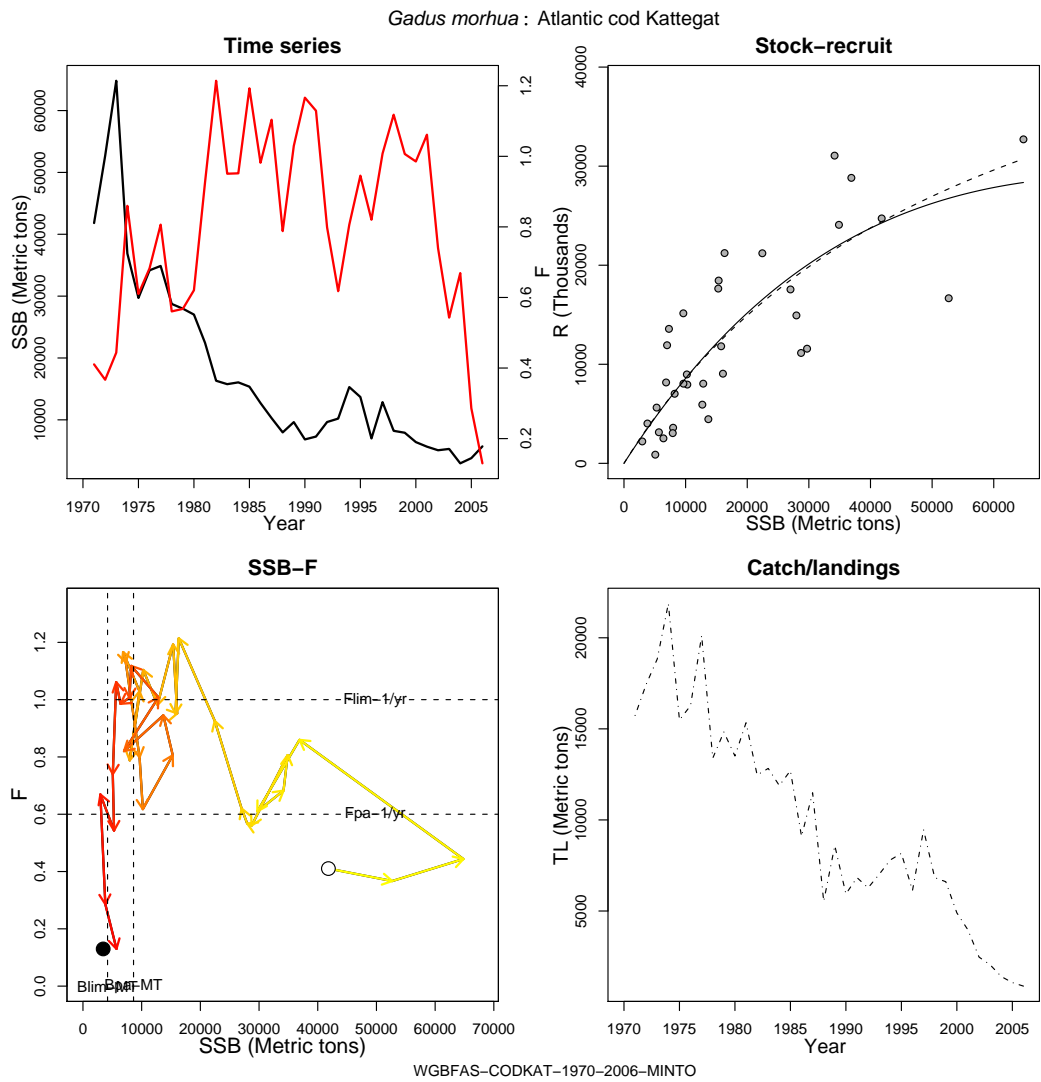 Gadus morhua : Atlantic cod Kattegat
Time series
SSB (Metric tons)
10000 20000 30000 40000 50000 60000
0.2 0.4 0.6 0.8 1.0 1.2
F
1970 1975 1980 1985 1990 1995 2000 2005
Year
Stock−recruit
R (Thousands)
0 10000 20000 30000 40000
0 10000 20000 30000 40000 50000 60000
SSB (Metric tons)
SSB−F
F
0.0 0.2 0.4 0.6 0.8 1.0 1.2
Flim−1/yr
Fpa−1/yr
Blim−MT
Bpa−MT
0 10000 20000 30000 40000 50000 60000 70000
SSB (Metric tons)
Catch/landings
TL (Metric tons)
5000 10000 15000 20000
1970 1975 1980 1985 1990 1995 2000 2005
Year
WGBFAS−CODKAT−1970−2006−MINTO